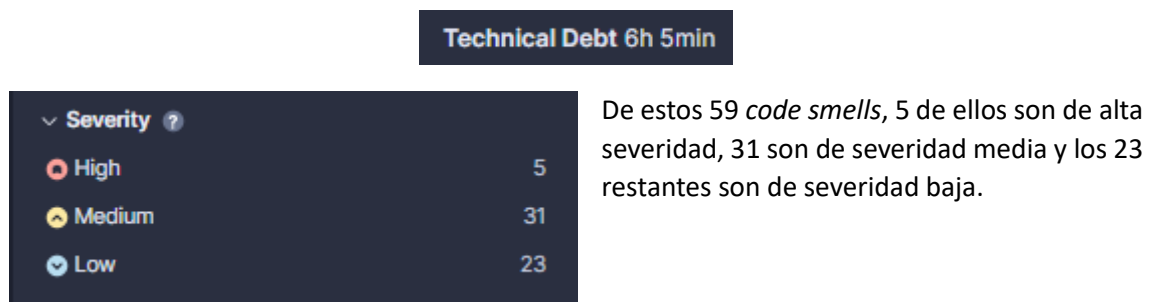 Technical Debt 6h 5min
Severity ?
High 5
Medium 31
Low 23
De estos 59 code smells, 5 de ellos son de alta
severidad, 31 son de severidad media y los 23
restantes son de severidad baja.